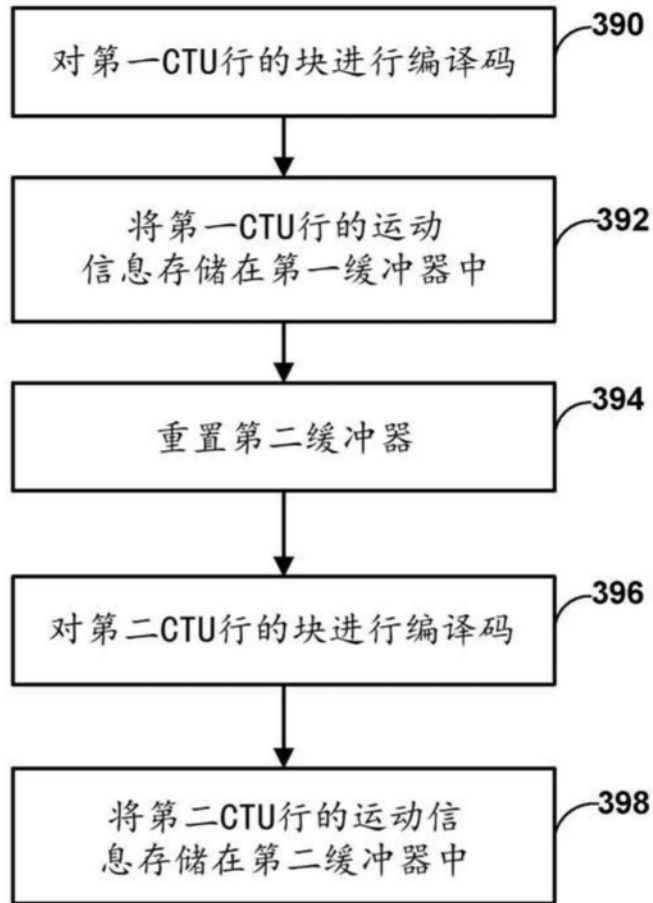 对第一CTU行的块进行编译码
390
将第一CTU行的运动
信息存储在第一缓冲器中
392
重置第二缓冲器
394
对第二CTU行的块进行编译码
396
将第二CTU行的运动信
息存储在第二缓冲器中
398